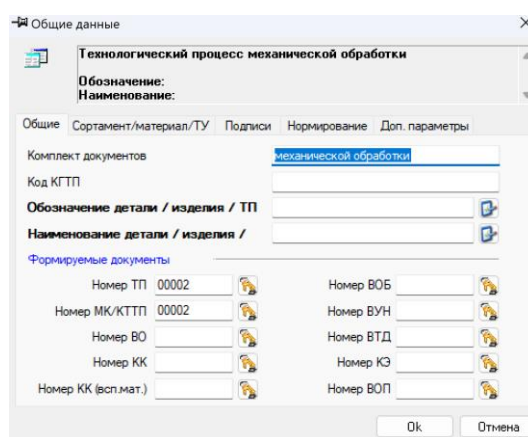 Общие данные
Технологический процесс механической обработки
Обозначение:
Наименование:
Общие Сортамент/материал/ТУ Подписи Нормирование Доп. параметры
Комплект документов механической обработки
Код КГТП
Обозначение детали / изделия / ТП
Наименование детали / изделия /
Формируемые документы
Номер ТП 00002 Номер ВОБ
Номер МК/КТТП 00002 Номер ВУН
Номер ВО Номер ВТД
Номер КК Номер КЭ
Номер КК (всп.мат.) Номер ВОП
Ok Отмена